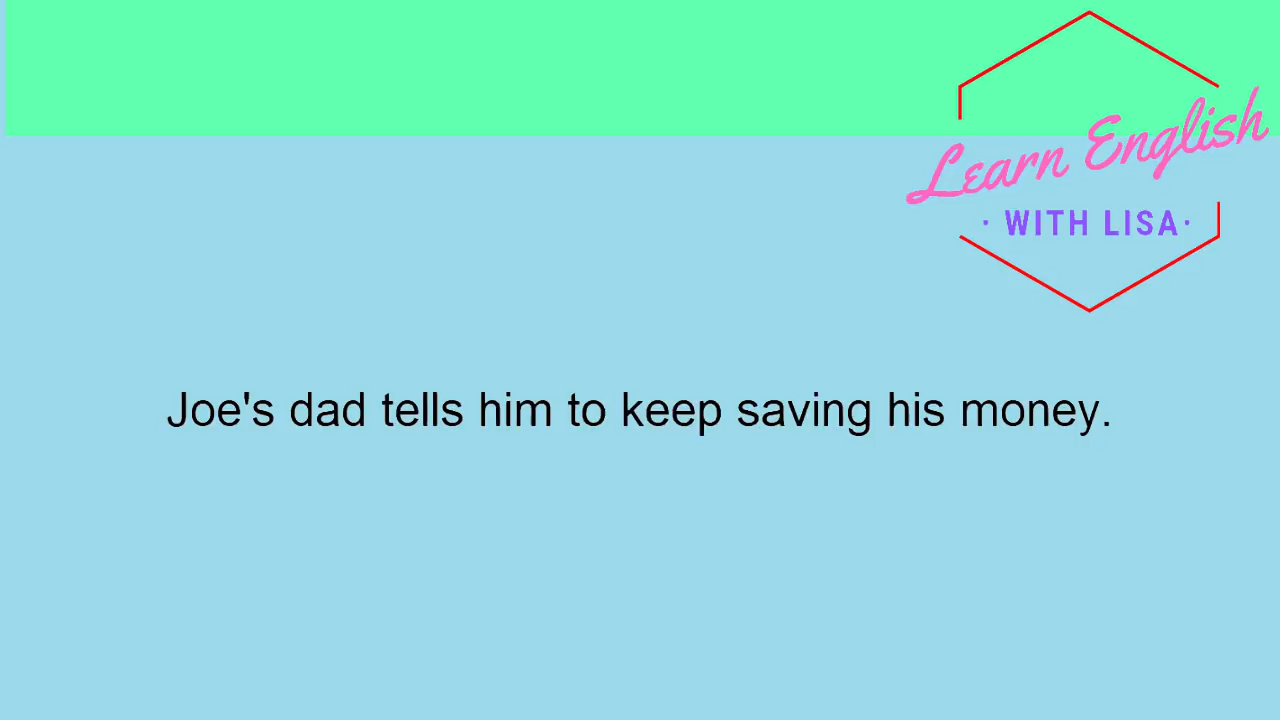 Learn English
· WITH LISA·
Joe's dad tells him to keep saving his money.